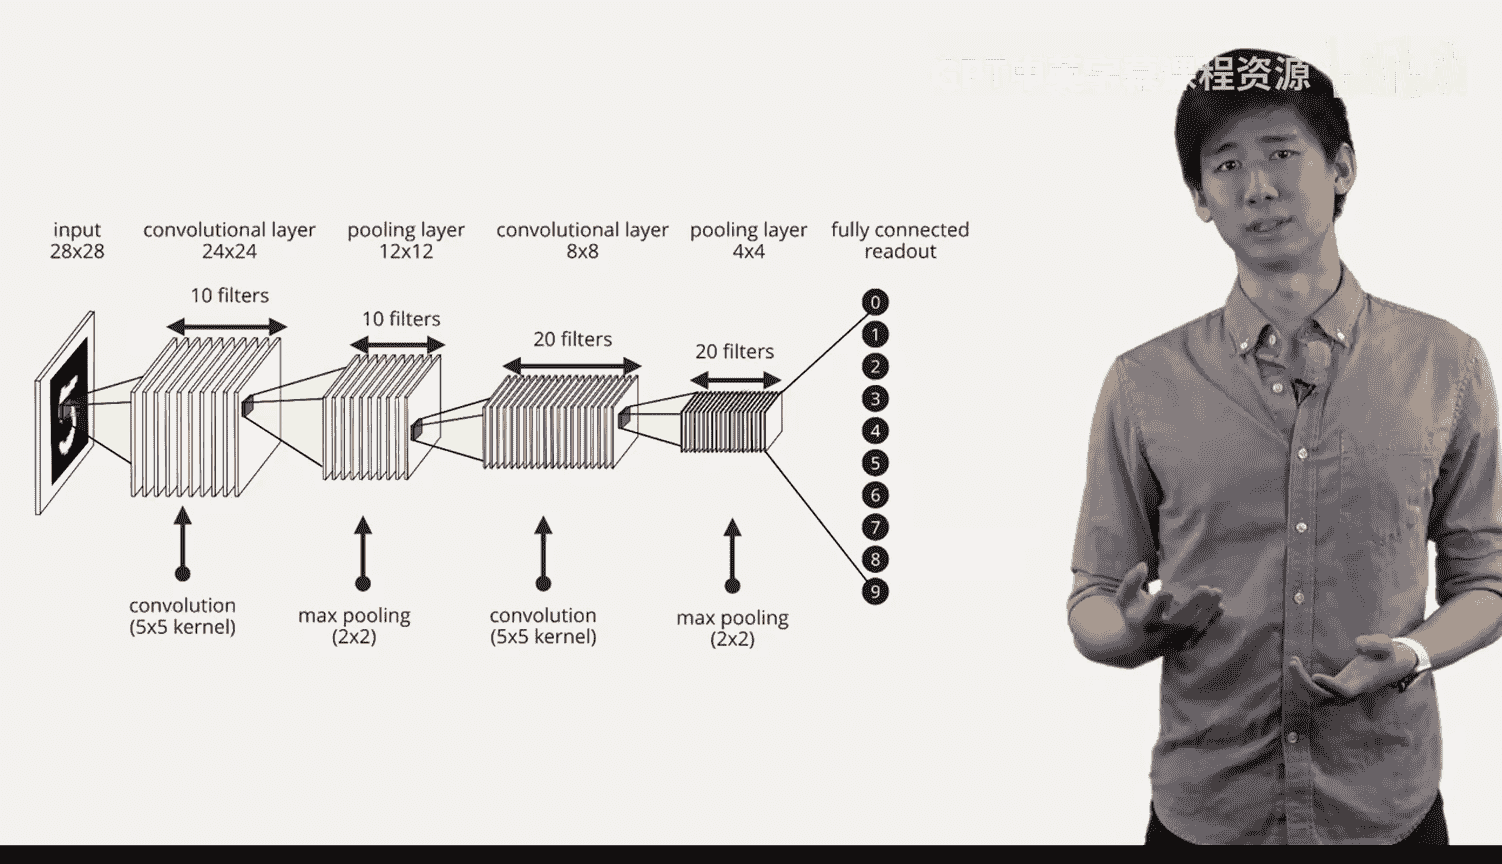 程资源
input
28x28
convolutional layer
24x24
pooling layer
12x12
convolutional layer
8x8
pooling layer
4x4
fully connected
readout
10 filters
10 filters
20 filters
20 filters
0
1
2
3
4
5
6
7
8
9
convolution
(5x5 kernel)
max pooling
(2x2)
convolution
(5x5 kernel)
max pooling
(2x2)